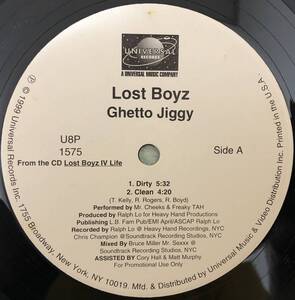 UNIVERSAL
RECORDS
A UNIVERSAL MUSIC COMPANY
Lost Boyz
Ghetto Jiggy
U8P
1575
Side A
From the CD Lost Boyz IV Life
1. Dirty 5:32
2. Clean 4:20
(T. Kelly, R. Rogers, R. Boyd)
Performed by Mr. Cheeks & Freaky TAH
Produced by Ralph Lo for Heavy Hand Productions
Publishing L.B. Fam Pub/EMI April/ASCAP Ralph Lo
Recorded by Ralph Lo @ Heavy Hand Recordings, NYC
Chris Champion @Soundtrack Recording Studios, NYC
Mixed By Bruce Miller Mr. Sexxx @
Soundtrack Recording Studios, NYC
ASSISTED BY Cory Hall & Matt Murphy
For Promotional Use Only
℗ © 1999 Universal Records Inc. 1755 Broadway, New York, NY 10019. Mfd. & Distributed by Universal Music & Video Distribution Inc. Printed in the U.S.A.